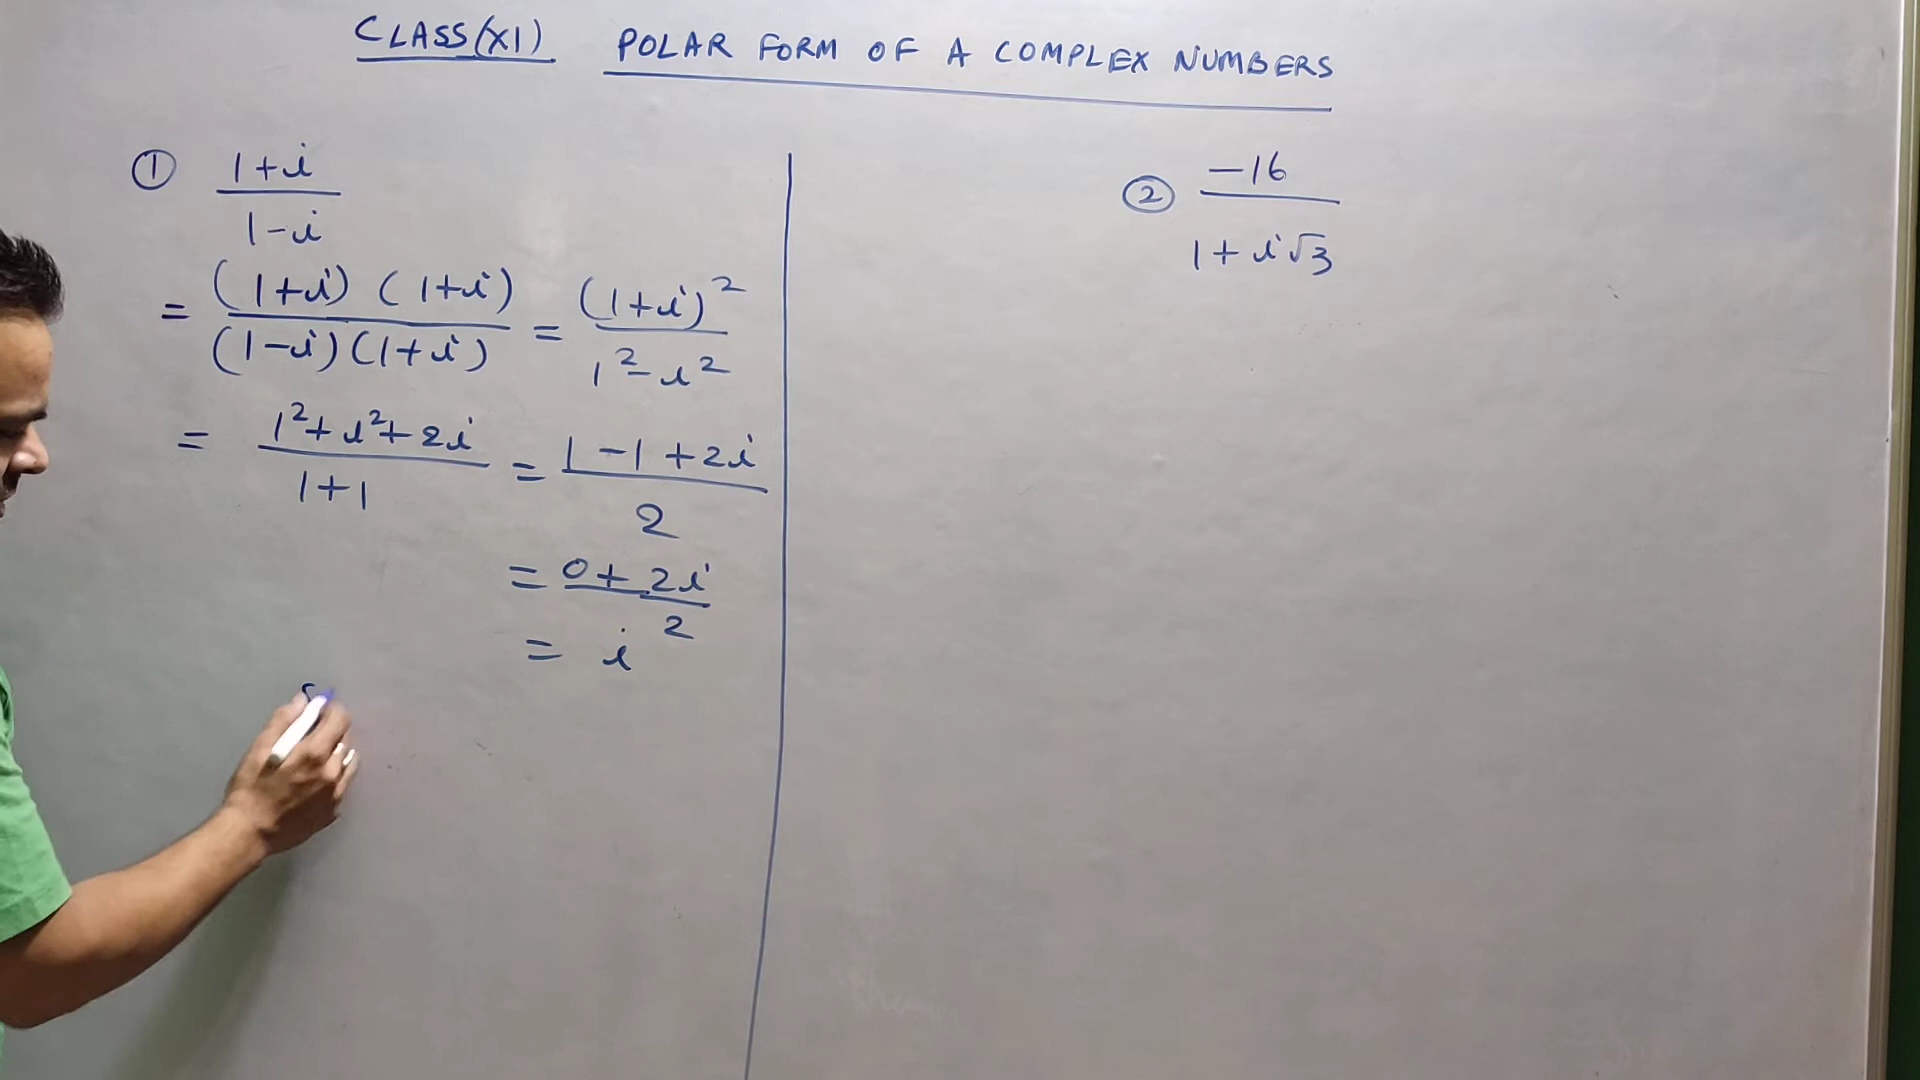 CLASS(XI) POLAR FORM OF A COMPLEX NUMBERS
① (1+i)/(1-i)
= ((1+i) (1+i))/((1-i)(1+i)) = (1+i)²/(1²-i²)
= (1²+i²+2i)/(1+1) = (1-1+2i)/2
= (0+2i)/2
= i
② -16/(1+i√3)